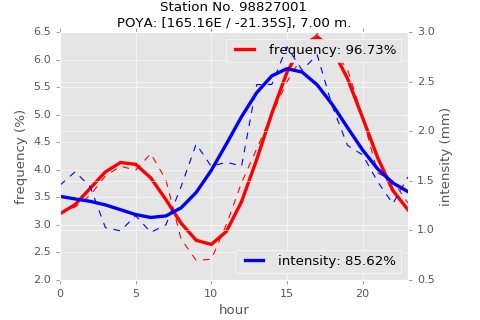 Station No. 98827001
POYA: [165.16E / -21.35S], 7.00 m.
frequency: 96.73%
intensity: 85.62%
frequency (%)
6.5
6.0
5.5
5.0
4.5
4.0
3.5
3.0
2.5
2.0
intensity (mm)
3.0
2.5
2.0
1.5
1.0
0.5
0 5 10 15 20
hour